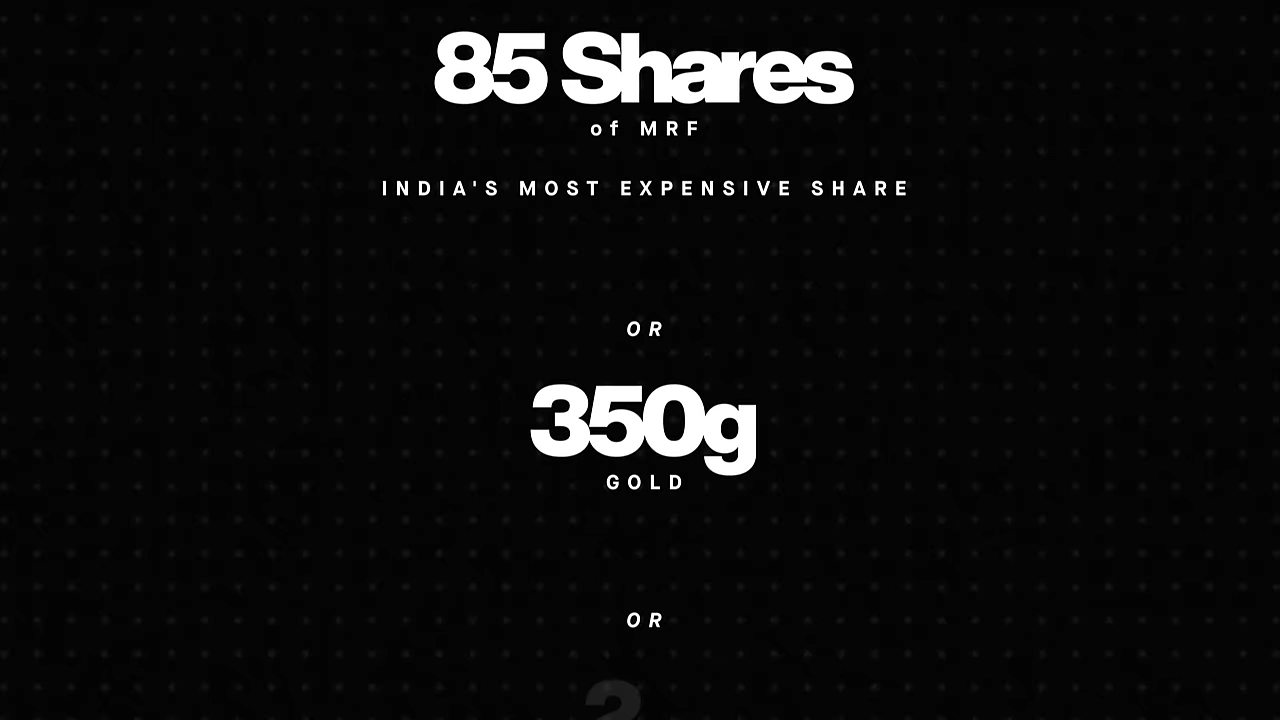 85 Shares
of MRF
INDIA'S MOST EXPENSIVE SHARE
OR
350g
GOLD
OR